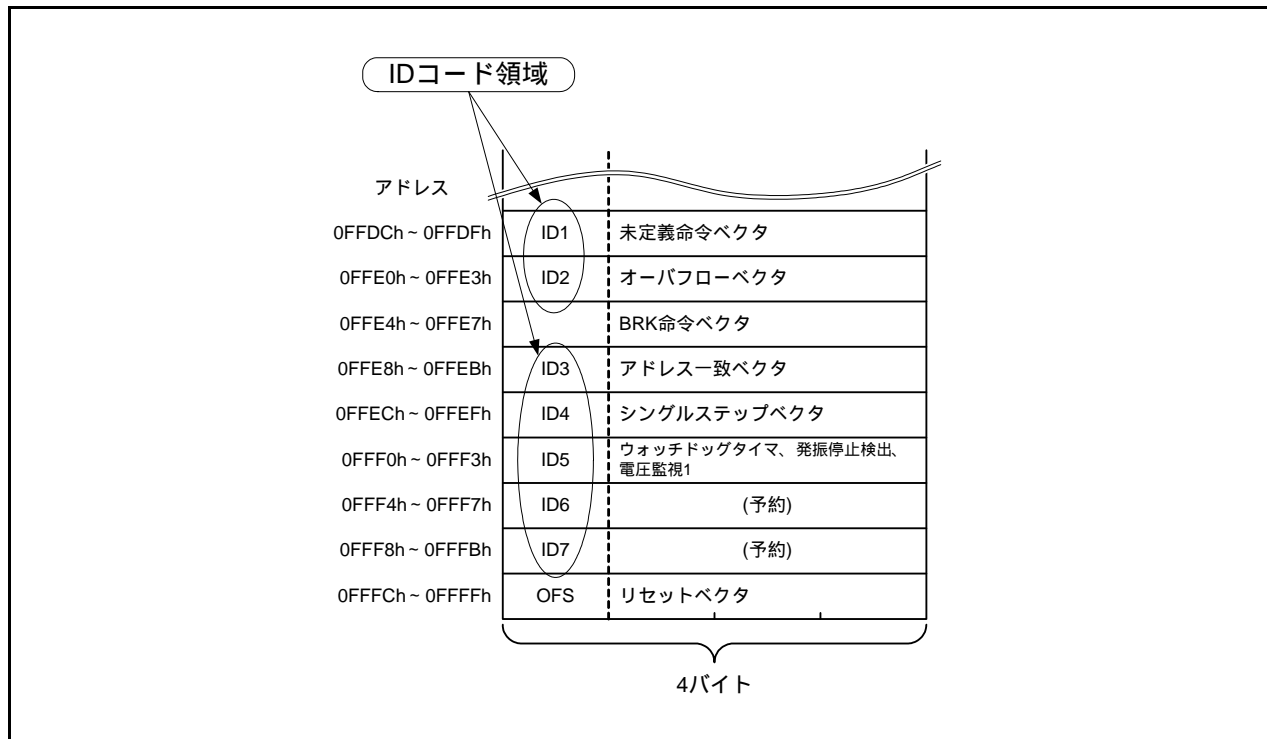 IDコード領域
アドレス
0FFDCh ~ 0FFDFh ID1 未定義命令ベクタ
0FFE0h ~ 0FFE3h ID2 オーバフローベクタ
0FFE4h ~ 0FFE7h BRK命令ベクタ
0FFE8h ~ 0FFEBh ID3 アドレス一致ベクタ
0FFECh ~ 0FFEFh ID4 シングルステップベクタ
0FFF0h ~ 0FFF3h ID5 ウォッチドッグタイマ、発振停止検出、
電圧監視1
0FFF4h ~ 0FFF7h ID6 (予約)
0FFF8h ~ 0FFFBh ID7 (予約)
0FFFCh ~ 0FFFFh OFS リセットベクタ
4バイト